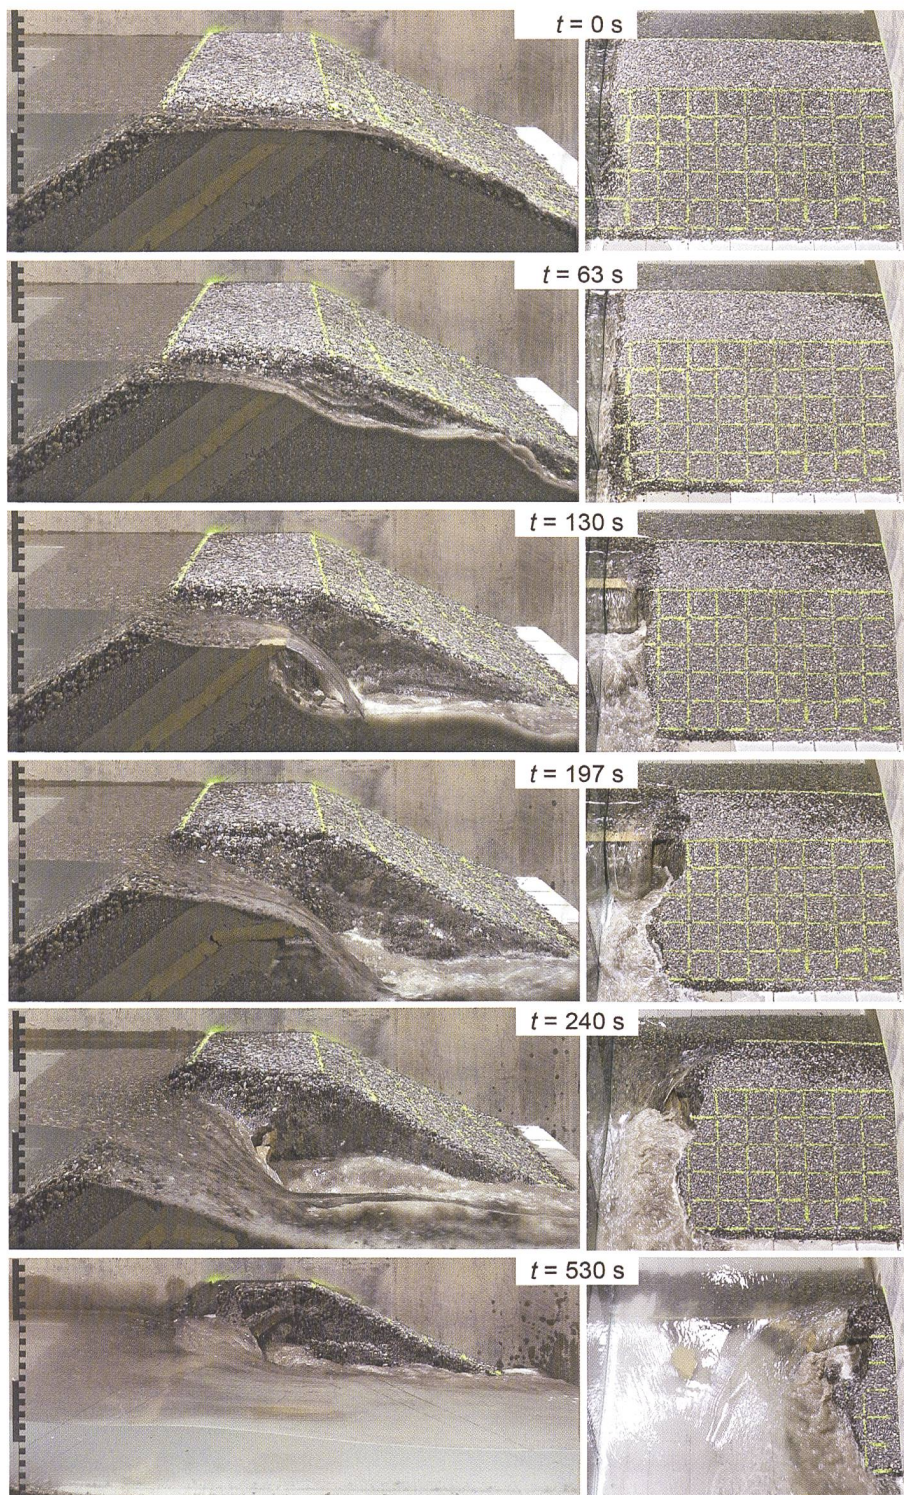 t = 0 s
t = 63 s
t = 130 s
t = 197 s
t = 240 s
t = 530 s